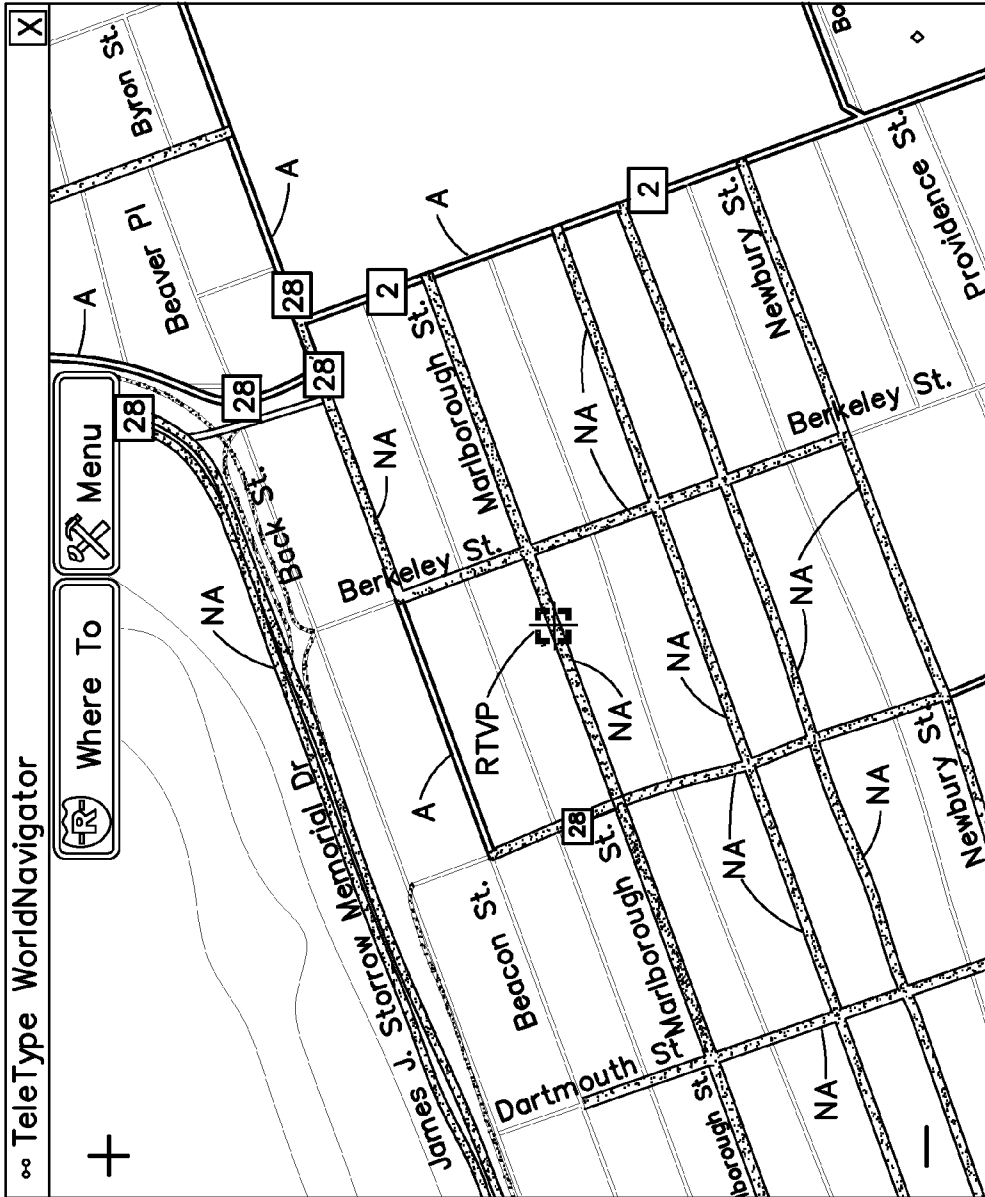 ∞ TeleType WorldNavigator X
+
R Where To
Menu
A
28
Byron St.
Beaver Pl
NA
28
James J. Storrow Memorial Dr
Back St.
A
28
28
NA
2
Berkeley St.
A
A
Marlborough St.
RTVP
Beacon St.
Dartmouth St
28
NA
NA
2
Marlborough St.
Marlborough St.
NA
lborough St.
NA
Newbury St.
NA
NA
Berkeley St.
Bo
NA
Newbury St.
Providence St.
−